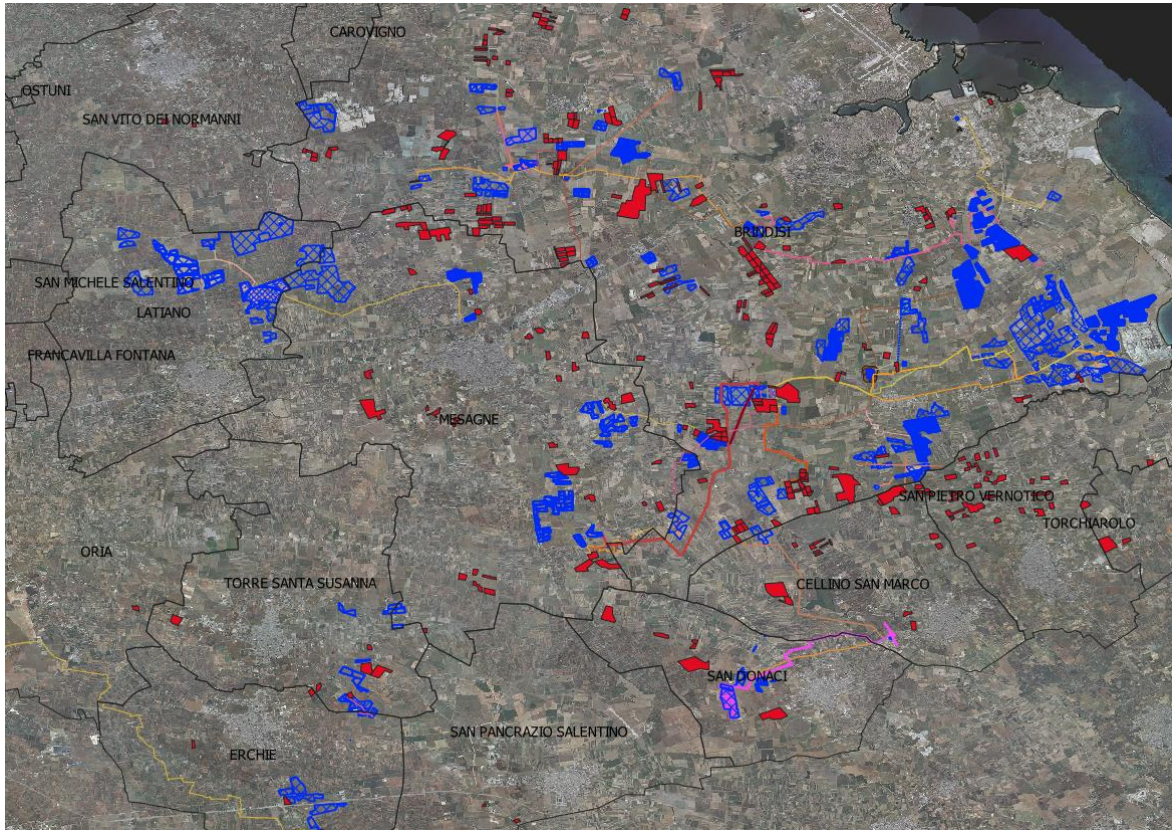 CAROVIGNO
OSTUNI
SAN VITO DEI NORMANNI
BRINDISI
SAN MICHELE SALENTINO
LATIANO
FRANCAVILLA FONTANA
MESAGNE
SAN PIETRO VERNOTICO
TORCHIAROLO
ORIA
TORRE SANTA SUSANNA
CELLINO SAN MARCO
SAN DONACI
SAN PANCRAZIO SALENTINO
ERCHIE